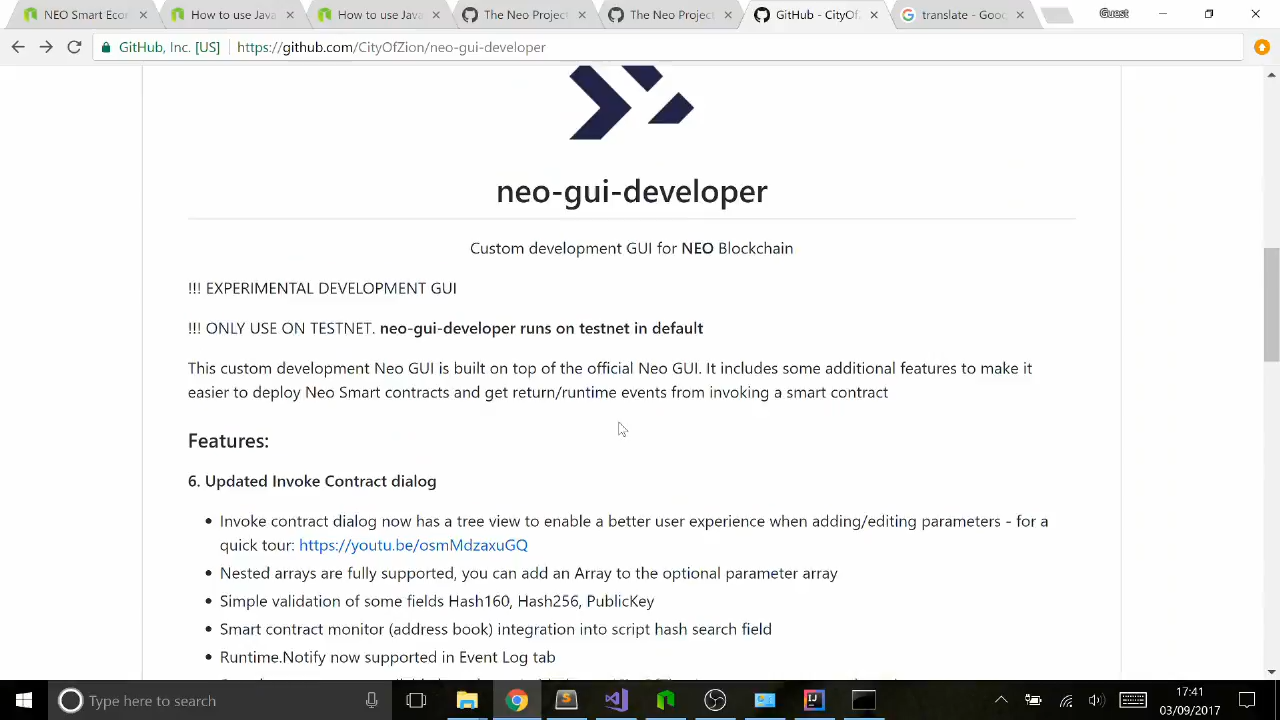 NEO Smart Eco
How to use Java
How to use Java
The Neo Project
The Neo Project
GitHub - CityOf
translate - Goo
Guest
GitHub, Inc. [US]
https://github.com/CityOfZion/neo-gui-developer
neo-gui-developer
Custom development GUI for NEO Blockchain
!!! EXPERIMENTAL DEVELOPMENT GUI
!!! ONLY USE ON TESTNET. neo-gui-developer runs on testnet in default
This custom development Neo GUI is built on top of the official Neo GUI. It includes some additional features to make it
easier to deploy Neo Smart contracts and get return/runtime events from invoking a smart contract
Features:
6. Updated Invoke Contract dialog
• Invoke contract dialog now has a tree view to enable a better user experience when adding/editing parameters - for a
quick tour: https://youtu.be/osmMdzaxuGQ
• Nested arrays are fully supported, you can add an Array to the optional parameter array
• Simple validation of some fields Hash160, Hash256, PublicKey
• Smart contract monitor (address book) integration into script hash search field
• Runtime.Notify now supported in Event Log tab
Type here to search
17:41
03/09/2017